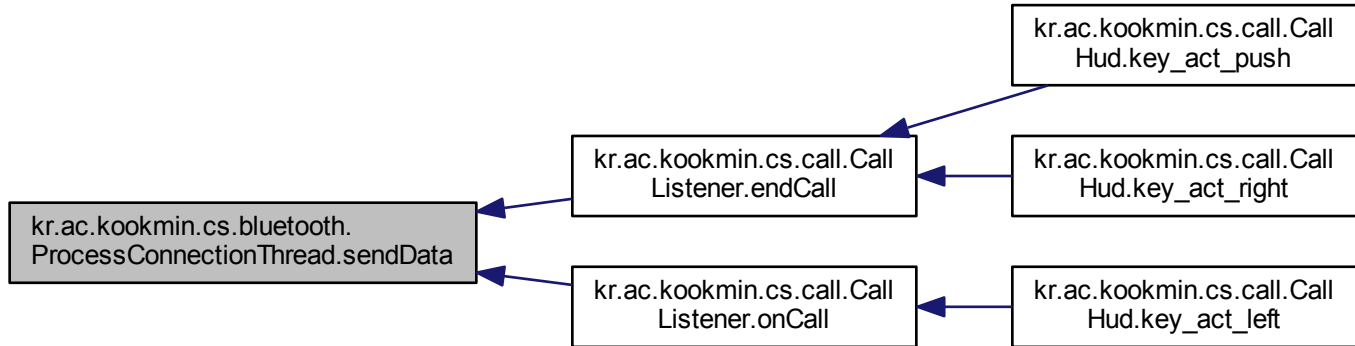 kr.ac.kookmin.cs.call.Call
Hud.key_act_push
kr.ac.kookmin.cs.call.Call
Listener.endCall
kr.ac.kookmin.cs.call.Call
Hud.key_act_right
kr.ac.kookmin.cs.bluetooth.
ProcessConnectionThread.sendData
kr.ac.kookmin.cs.call.Call
Listener.onCall
kr.ac.kookmin.cs.call.Call
Hud.key_act_left